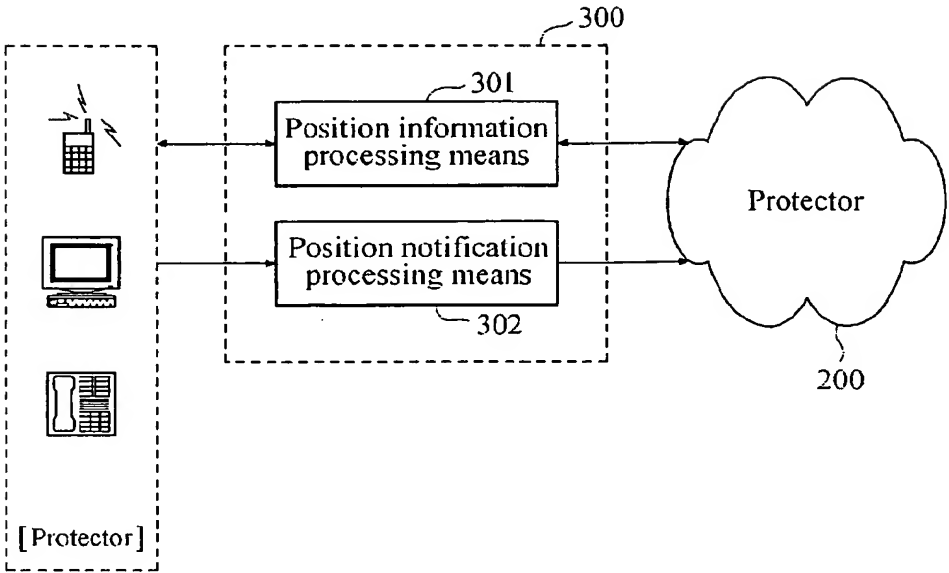 300
301
Position information
processing means
Protector
Position notification
processing means
302
200
[Protector]